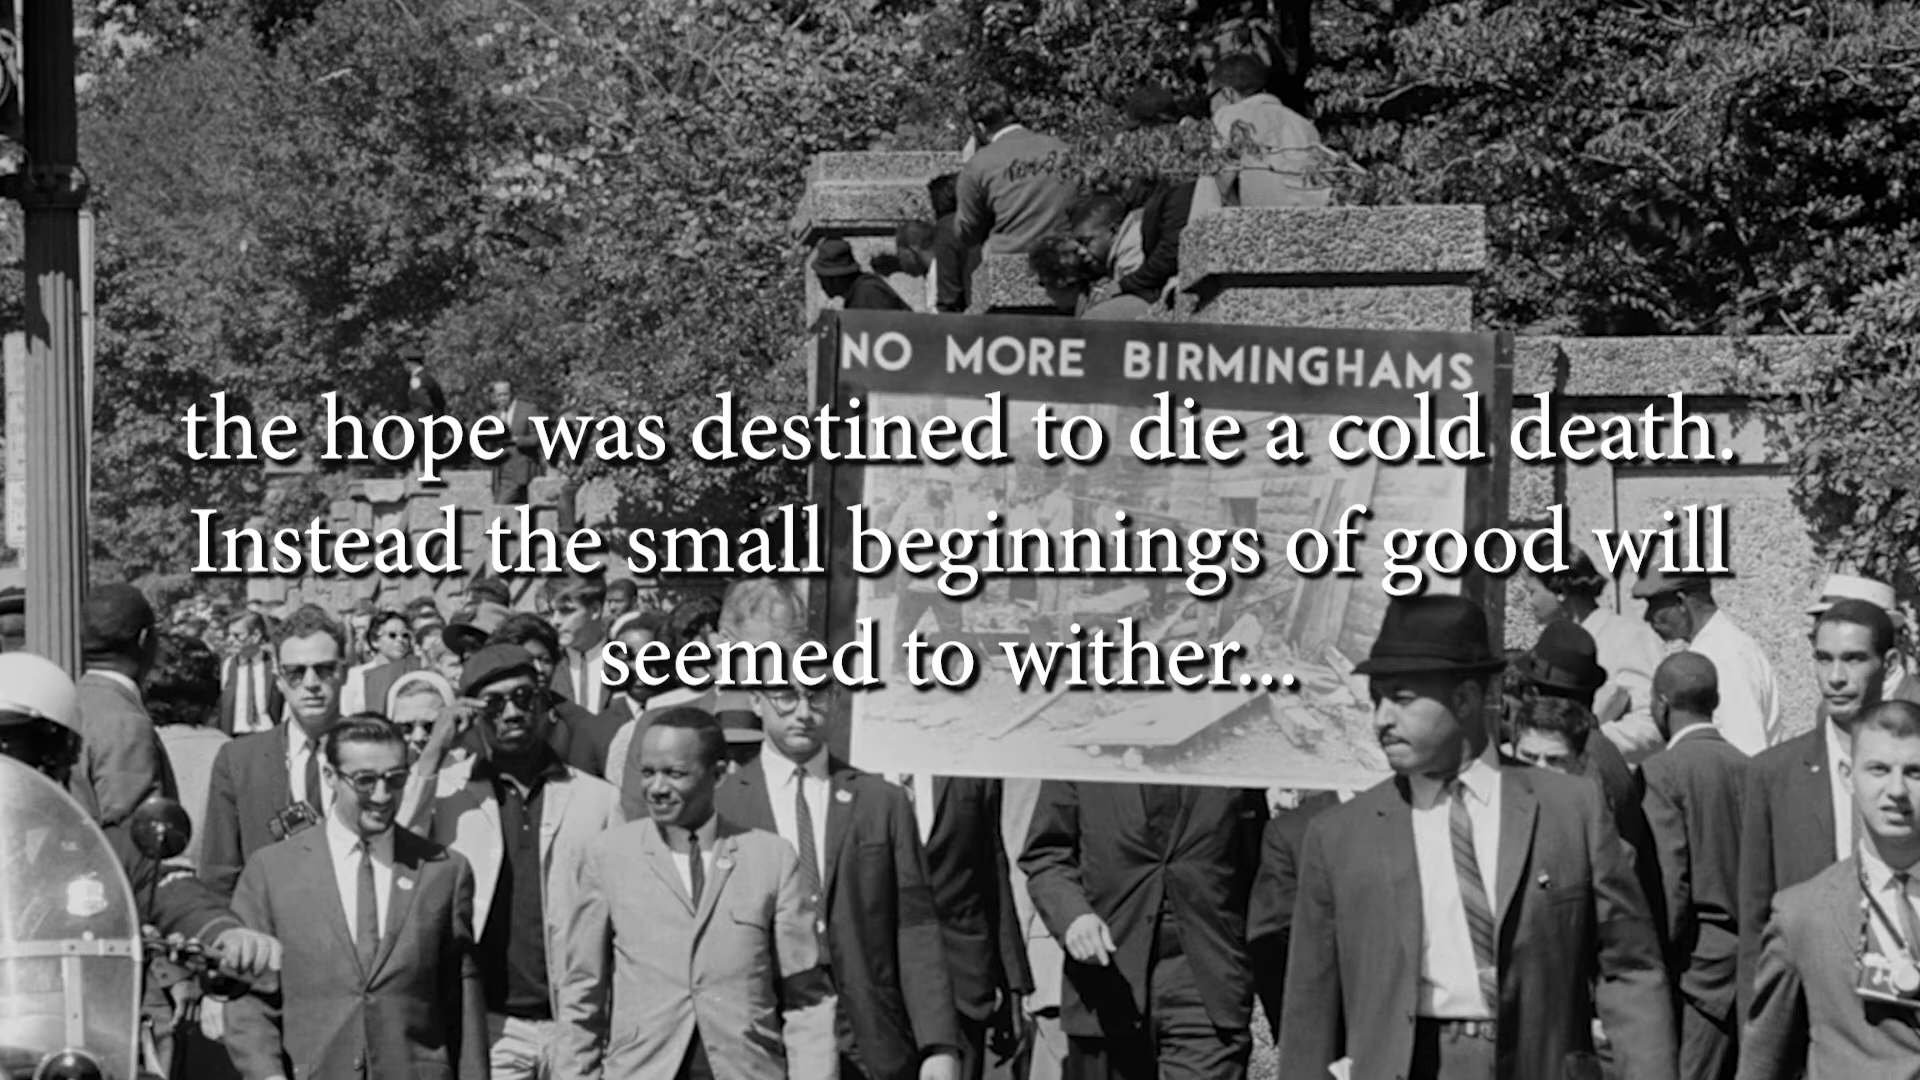 NO MORE BIRMINGHAMS
the hope was destined to die a cold death.
Instead the small beginnings of good will
seemed to wither...